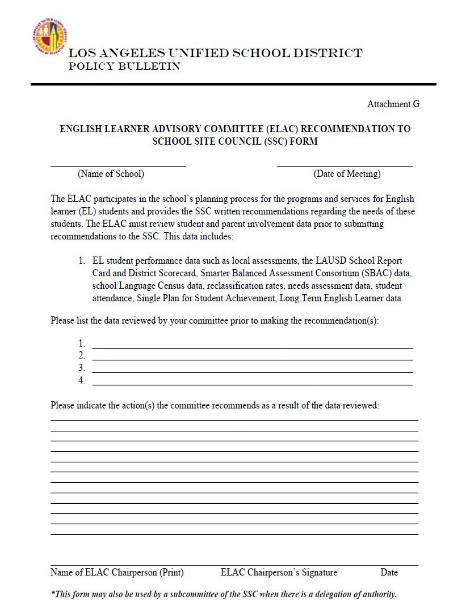 LOS ANGELES UNIFIED SCHOOL DISTRICT
POLICY BULLETIN
Attachment G
ENGLISH LEARNER ADVISORY COMMITTEE (ELAC) RECOMMENDATION TO
SCHOOL SITE COUNCIL (SSC) FORM
(Name of School) (Date of Meeting)
The ELAC participates in the school's planning process for the programs and services for English
learner (EL) students and provides the SSC written recommendations regarding the needs of these
students. The ELAC must review student and parent involvement data prior to submitting
recommendations to the SSC. This data includes:
1. EL student performance data such as local assessments, the LAUSD School Report
Card and District Scorecard, Smarter Balanced Assessment Consortium (SBAC) data,
school Language Census data, reclassification rates, needs assessment data, student
attendance, Single Plan for Student Achievement, Long Term English Learner data
Please list the data reviewed by your committee prior to making the recommendation(s):
1.
2.
3.
4.
Please indicate the action(s) the committee recommends as a result of the data reviewed:
Name of ELAC Chairperson (Print) ELAC Chairperson's Signature Date
*This form may also be used by a subcommittee of the SSC when there is a delegation of authority.